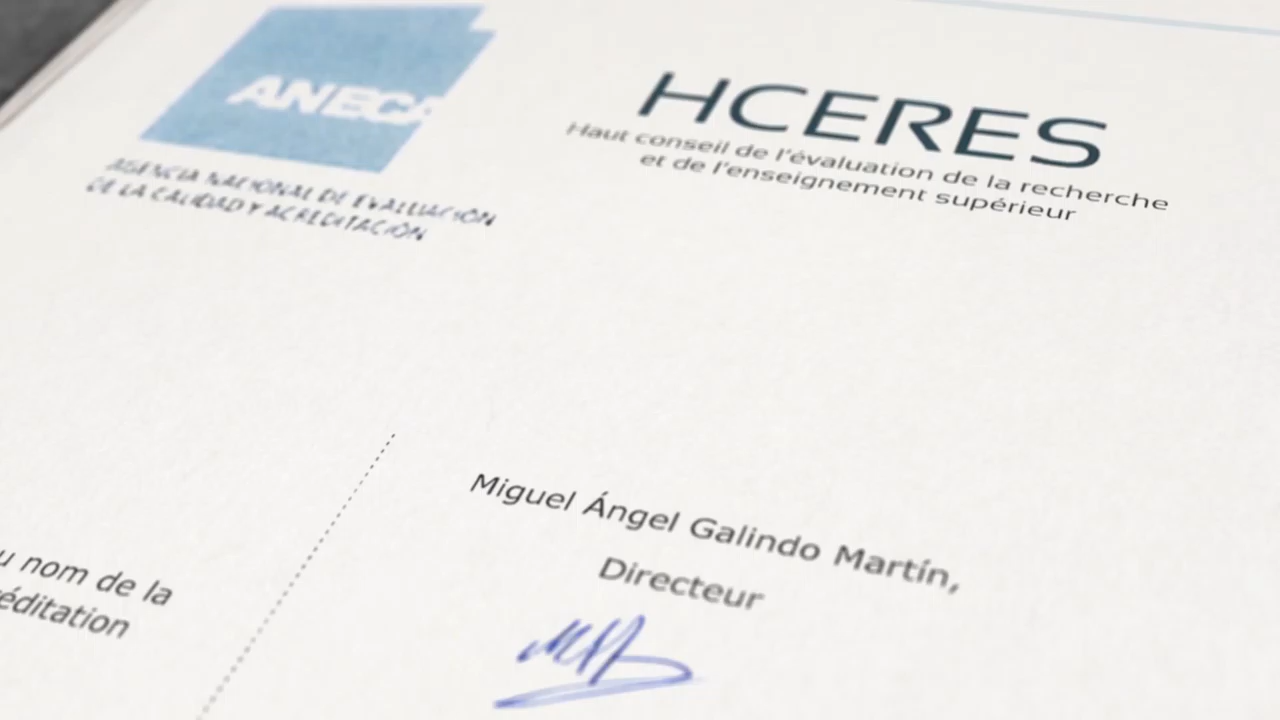 ANECA
AGENCIA NACIONAL DE EVALUACIÓN
DE LA CALIDAD Y ACREDITACIÓN
HCERES
Haut conseil de l'évaluation de la recherche
et de l'enseignement supérieur
nom de la
Miguel Ángel Galindo Martín,
Directeur